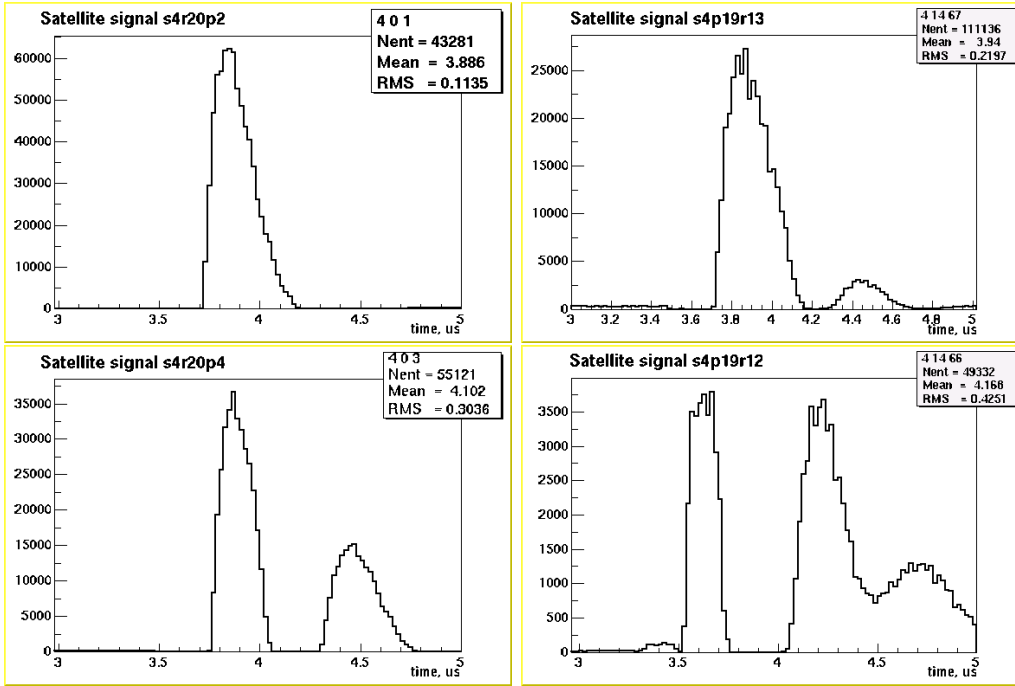 Satellite signal s4r20p2
4 0 1
Nent = 43281
Mean = 3.886
RMS = 0.1135
60000
50000
40000
30000
20000
10000
0
3 3.5 4 4.5 5
time, us
Satellite signal s4p19r13
4 14 67
Nent = 111136
Mean = 3.94
RMS = 0.2197
25000
20000
15000
10000
5000
0
3 3.2 3.4 3.6 3.8 4 4.2 4.4 4.6 4.8 5
time, us
Satellite signal s4r20p4
4 0 3
Nent = 55121
Mean = 4.102
RMS = 0.3036
35000
30000
25000
20000
15000
10000
5000
0
3 3.5 4 4.5 5
time, us
Satellite signal s4p19r12
4 14 66
Nent = 49332
Mean = 4.168
RMS = 0.4251
3500
3000
2500
2000
1500
1000
500
0
3 3.5 4 4.5 5
time, us